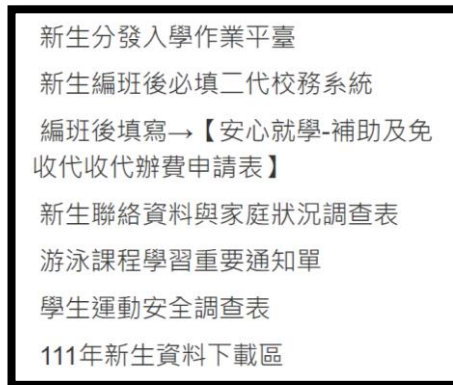 新生分發入學作業平臺
新生編班後必填二代校務系統
編班後填寫→【安心就學-補助及免
收代收代辦費申請表】
新生聯絡資料與家庭狀況調查表
游泳課程學習重要通知單
學生運動安全調查表
111年新生資料下載區